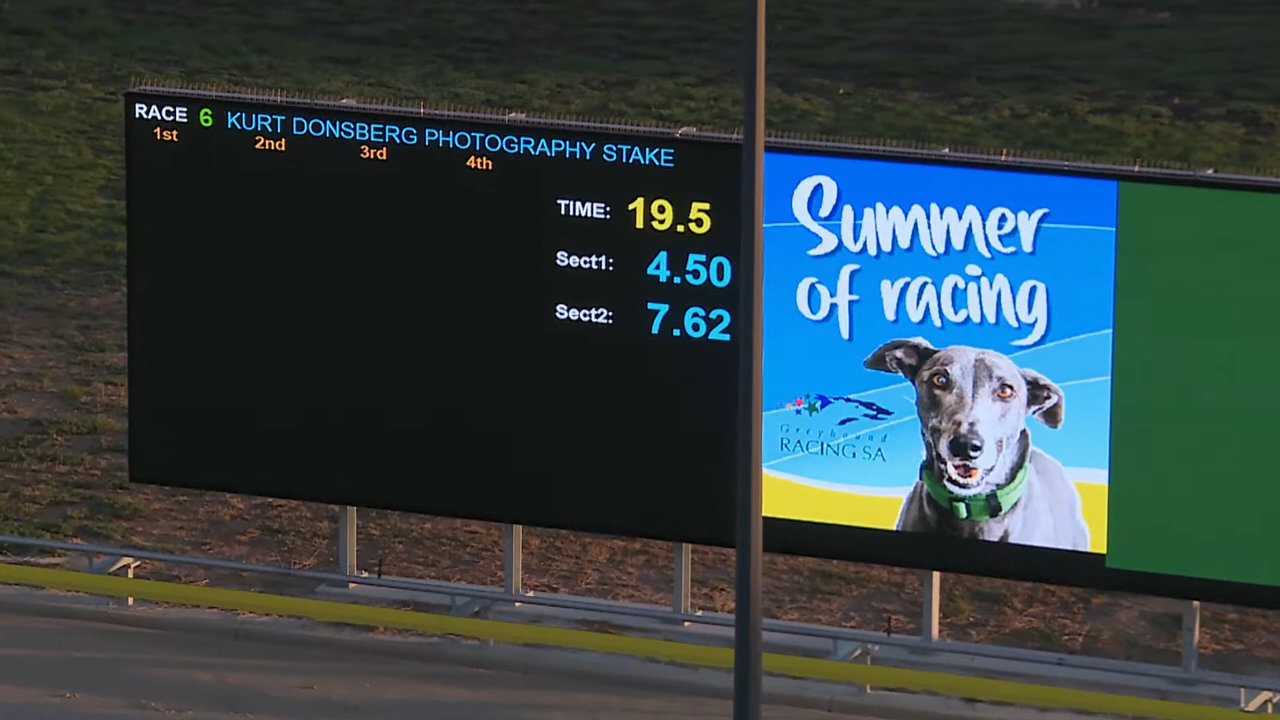 RACE 6 KURT DONSBERG PHOTOGRAPHY STAKE
1st 2nd 3rd 4th
TIME: 19.5
Sect1: 4.50
Sect2: 7.62
Summer
of racing
Greyhound
RACING SA